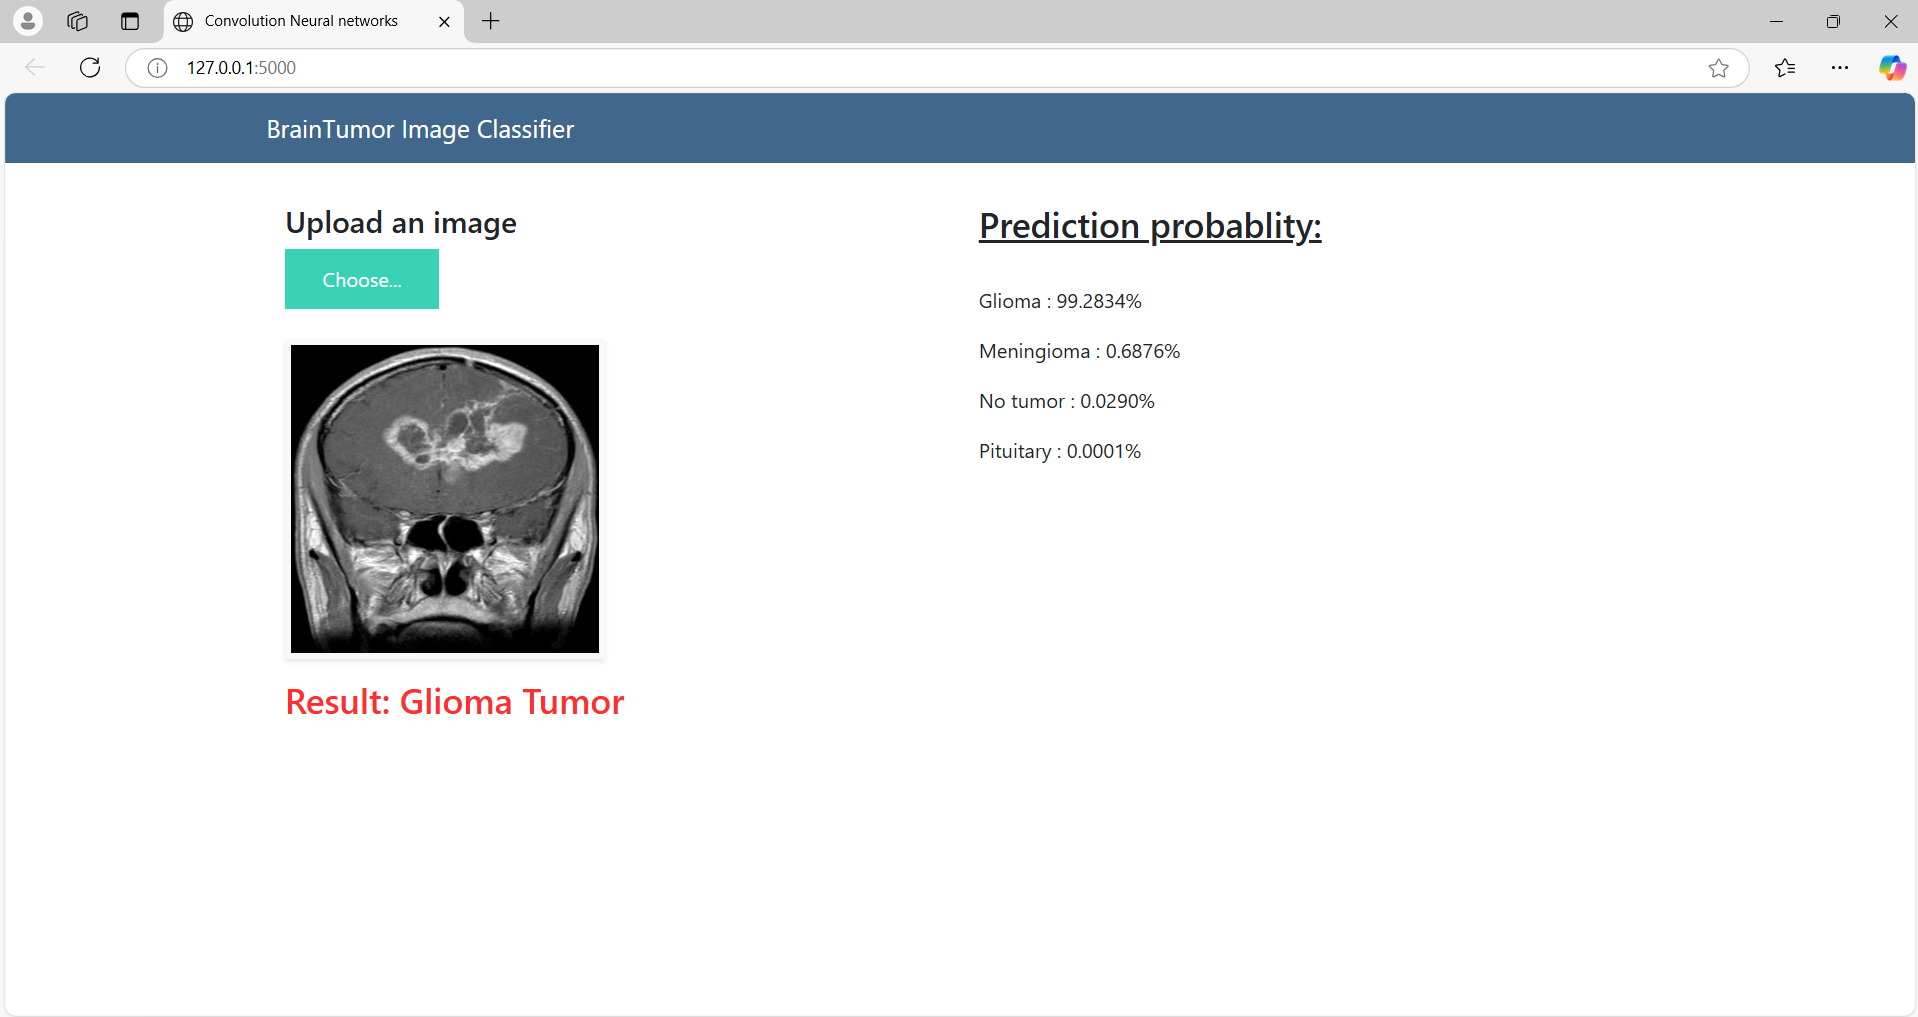 Convolution Neural networks
127.0.0.1:5000
BrainTumor Image Classifier
Upload an image
Choose...
Result: Glioma Tumor
Prediction probablity:
Glioma : 99.2834%
Meningioma : 0.6876%
No tumor : 0.0290%
Pituitary : 0.0001%